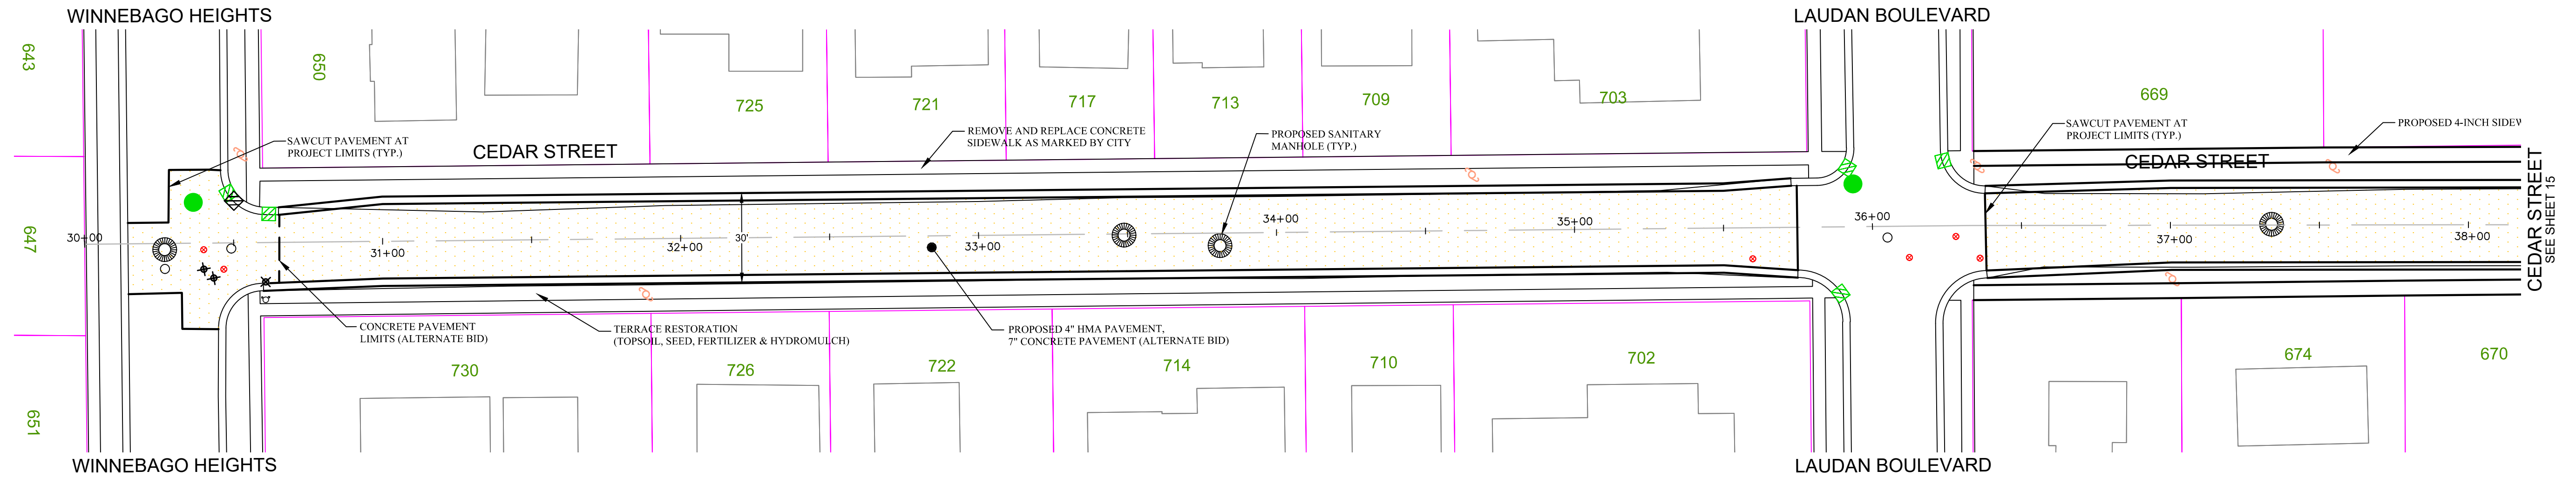 WINNEBAGO HEIGHTS
LAUDAN BOULEVARD
643
650
725
721
717
713
709
703
669
SAWCUT PAVEMENT AT
PROJECT LIMITS (TYP.)
CEDAR STREET
REMOVE AND REPLACE CONCRETE
SIDEWALK AS MARKED BY CITY
PROPOSED SANITARY
MANHOLE (TYP.)
SAWCUT PAVEMENT AT
PROJECT LIMITS (TYP.)
PROPOSED 4-INCH SIDEW
CEDAR STREET
647
30+00
31+00
32+00
30'
33+00
34+00
35+00
36+00
37+00
38+00
CEDAR STREET
SEE SHEET 15
CONCRETE PAVEMENT
LIMITS (ALTERNATE BID)
TERRACE RESTORATION
(TOPSOIL, SEED, FERTILIZER & HYDROMULCH)
PROPOSED 4" HMA PAVEMENT,
7" CONCRETE PAVEMENT (ALTERNATE BID)
651
730
726
722
714
710
702
674
670
WINNEBAGO HEIGHTS
LAUDAN BOULEVARD